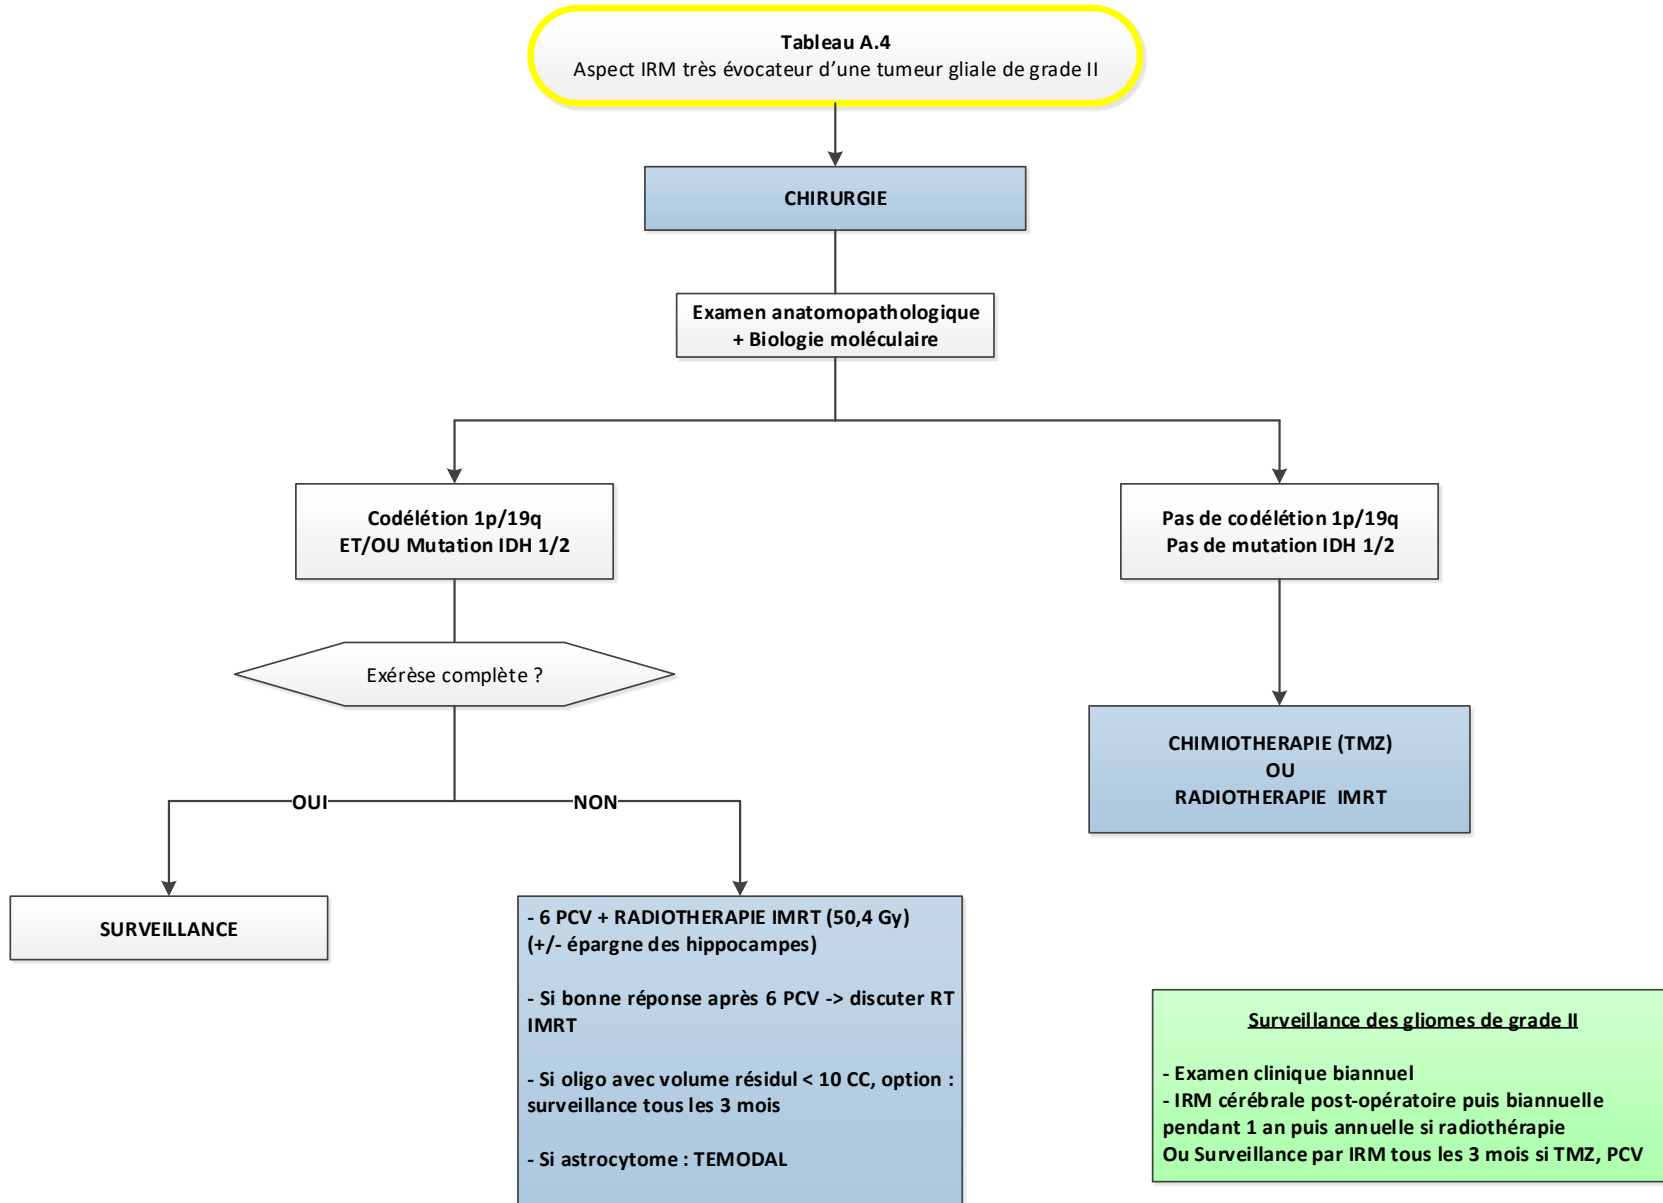 Tableau A.4
Aspect IRM très évocateur d’une tumeur gliale de grade II
CHIRURGIE
Examen anatomopathologique
+ Biologie moléculaire
Codélétion 1p/19q
ET/OU Mutation IDH 1/2
Pas de codélétion 1p/19q
Pas de mutation IDH 1/2
Exérèse complète ?
CHIMIOTHERAPIE (TMZ)
OU
RADIOTHERAPIE IMRT
OUI
NON
SURVEILLANCE
- 6 PCV + RADIOTHERAPIE IMRT (50,4 Gy)
(+/- épargne des hippocampes)
- Si bonne réponse après 6 PCV -> discuter RT
IMRT
- Si oligo avec volume résidul < 10 CC, option :
surveillance tous les 3 mois
- Si astrocytome : TEMODAL
Surveillance des gliomes de grade II
- Examen clinique biannuel
- IRM cérébrale post-opératoire puis biannuelle
pendant 1 an puis annuelle si radiothérapie
Ou Surveillance par IRM tous les 3 mois si TMZ, PCV